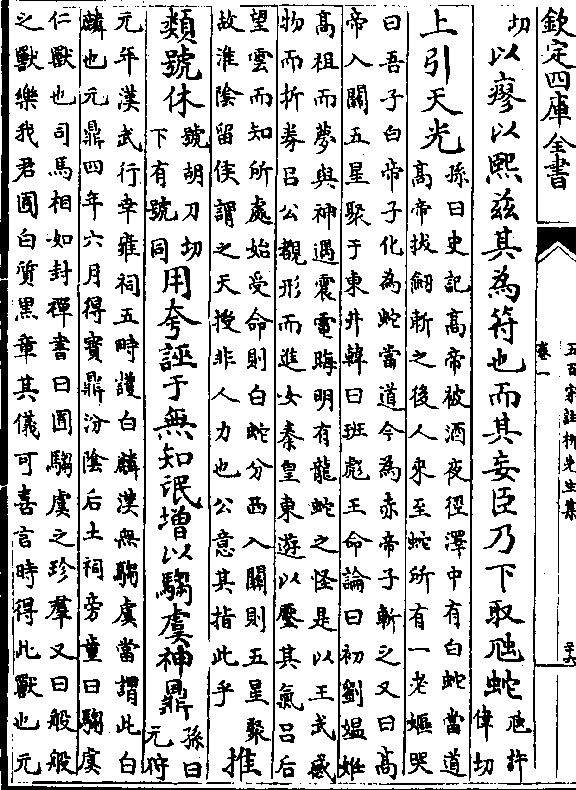 欽定四庫全書
五百家註柳先生集
卷一
切
以瘳以熙茲其為符也而其妄臣乃下取虺蛇
虺許
偉切
上引天光
孫曰史記髙帝被酒夜徑澤中有白蛇當道
髙帝拔劒斬之後人來至蛇所有一老嫗哭
曰吾子白帝子化為蛇當道今為赤帝子斬之又曰髙
帝入關五星聚于東井韓曰班彪王命論曰初劉媼姙
髙祖而夢與神遇震電晦明有龍蛇之怪是以王武感
物而折劵呂公覩形而進女秦皇東遊以壓其氣呂后
望雲而知所處始受命則白蛇分西入關則五星聚
故淮陰留侯謂之天授非人力也公意其指此乎
推
類號休
號胡刀切
下有號同
用夸誣于無知氓增以騶虞神鼎
孫曰
元狩
元年漢武行幸雍祠五時獲白麟漢無騶虞當謂此白
麟也元鼎四年六月得寶鼎汾陰后土祠旁童曰騶虞
仁獸也司馬相如封禪書曰囿騶虞之珍羣又曰般般
之獸樂我君囿白質黑章其儀可喜言時得此獸也元